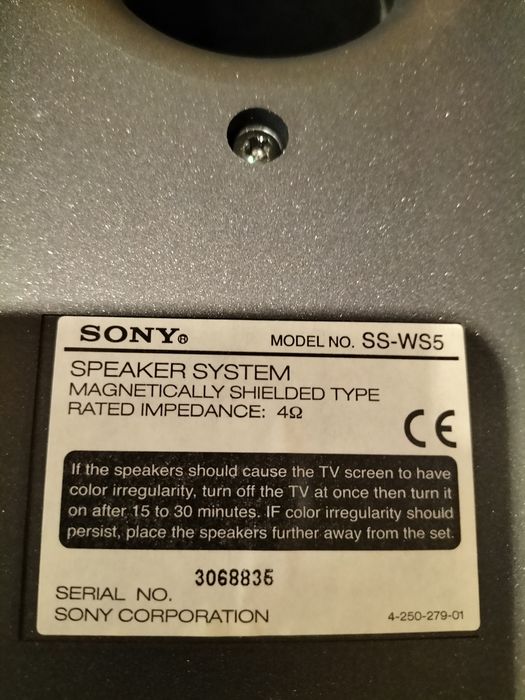 SONY®
MODEL NO. SS-WS5
SPEAKER SYSTEM
MAGNETICALLY SHIELDED TYPE
RATED IMPEDANCE: 4Ω
CE
If the speakers should cause the TV screen to have
color irregularity, turn off the TV at once then turn it
on after 15 to 30 minutes. IF color irregularity should
persist, place the speakers further away from the set.
3068835
SERIAL NO.
SONY CORPORATION
4-250-279-01